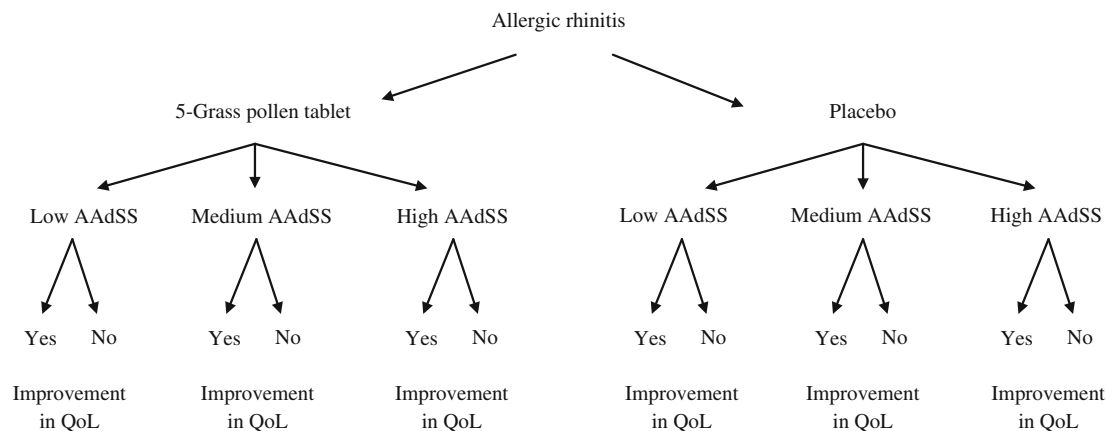 Allergic rhinitis
5-Grass pollen tablet Placebo
Low AAdSS Medium AAdSS High AAdSS Low AAdSS Medium AAdSS High AAdSS
Yes No Yes No Yes No Yes No Yes No Yes No
Improvement Improvement Improvement Improvement Improvement Improvement
in QoL in QoL in QoL in QoL in QoL in QoL